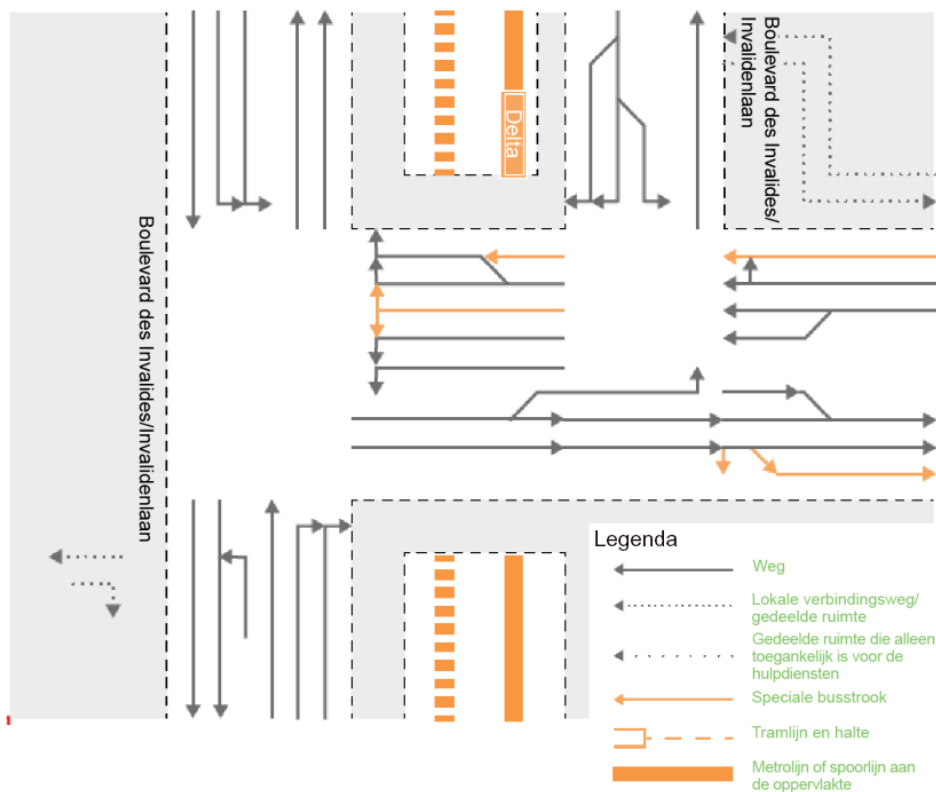 Boulevard des Invalides/
Invalidenlaan
Delta
Boulevard des Invalides/Invalidenlaan
Legenda
Weg
Lokale verbindingsweg/
gedeelde ruimte
Gedeelde ruimte die alleen
toegankelijk is voor de
hulpdiensten
Speciale busstrook
Tramlijn en halte
Metrolijn of spoorlijn aan
de oppervlakte